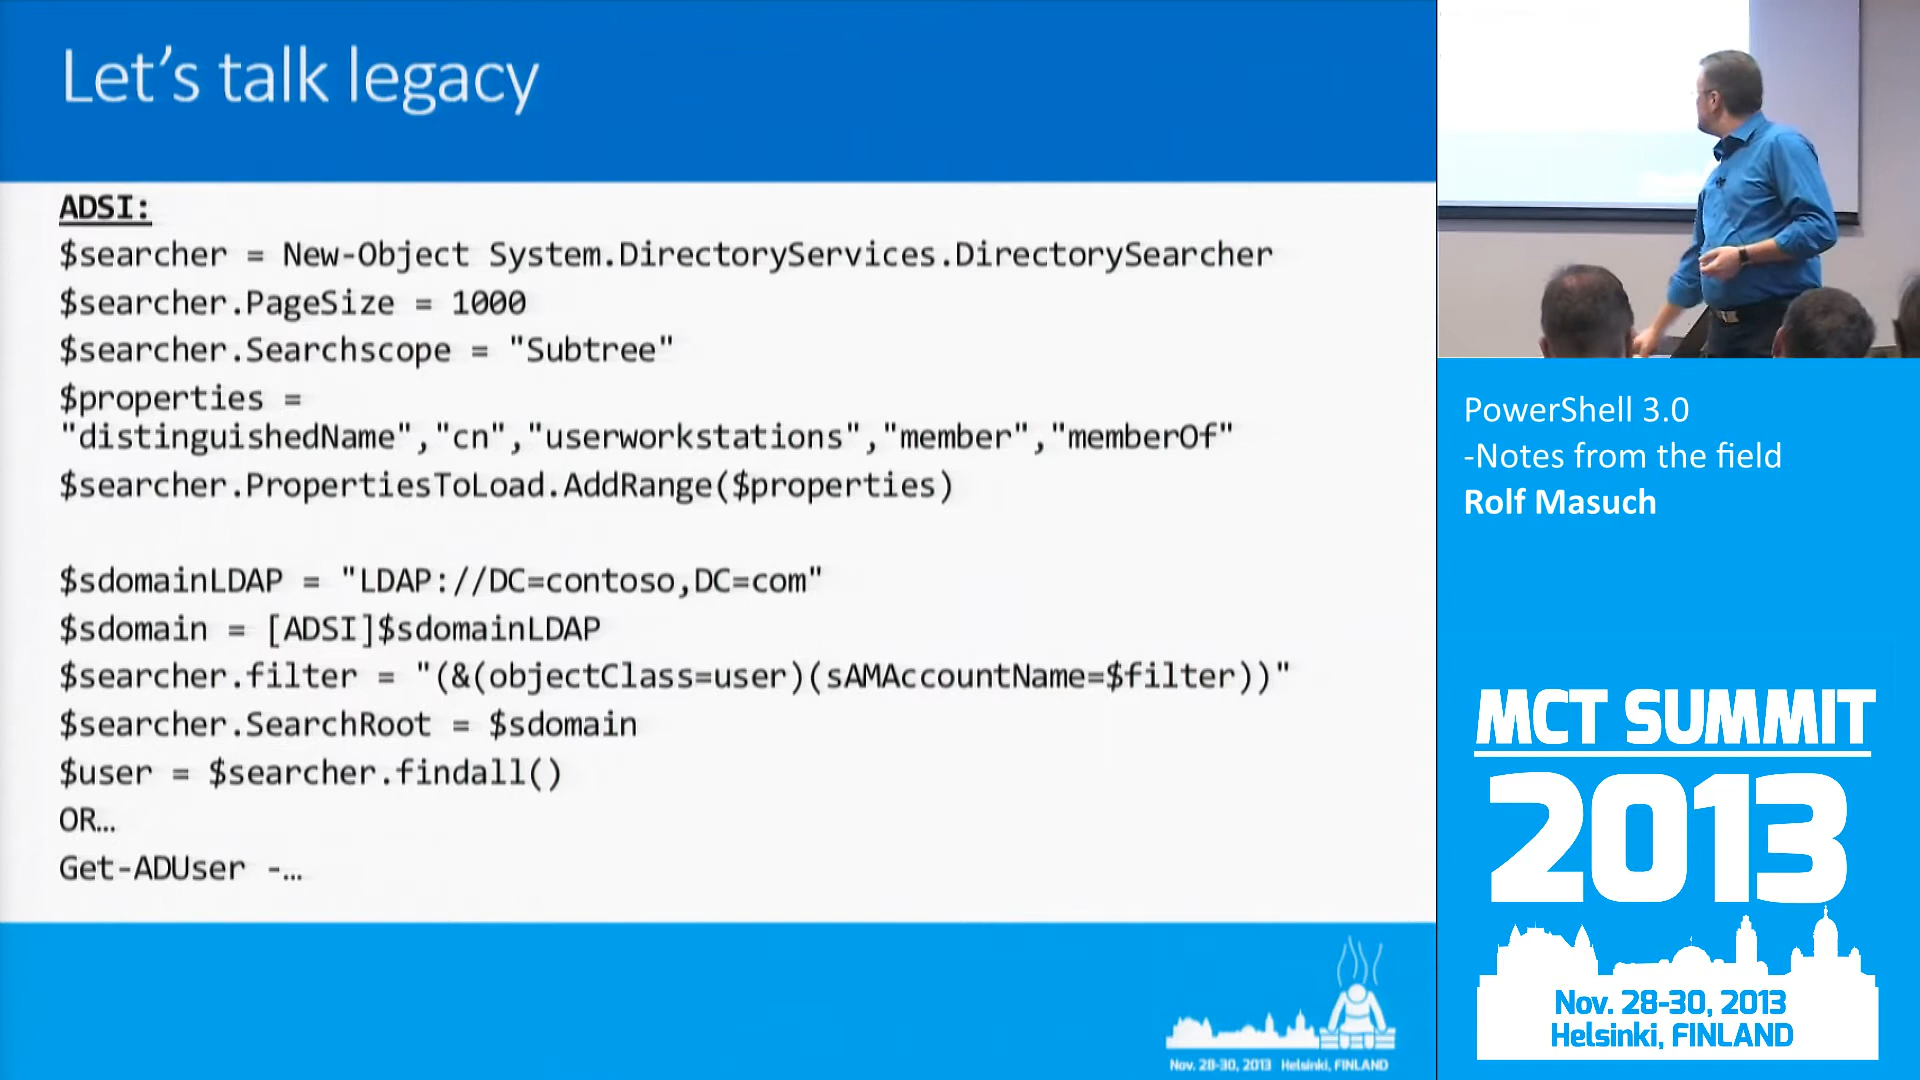 Let's talk legacy
ADSI:
$searcher = New-Object System.DirectoryServices.DirectorySearcher
$searcher.PageSize = 1000
$searcher.Searchscope = "Subtree"
$properties =
"distinguishedName","cn","userworkstations","member","memberOf"
$searcher.PropertiesToLoad.AddRange($properties)
$sdomainLDAP = "LDAP://DC=contoso,DC=com"
$sdomain = [ADSI]$sdomainLDAP
$searcher.filter = "(&(objectClass=user)(sAMAccountName=$filter))"
$searcher.SearchRoot = $sdomain
$user = $searcher.findall()
OR…
Get-ADUser -…
Nov. 28-30, 2013 Helsinki, FINLAND
PowerShell 3.0
-Notes from the field
Rolf Masuch
MCT SUMMIT
2013
Nov. 28-30, 2013
Helsinki, FINLAND